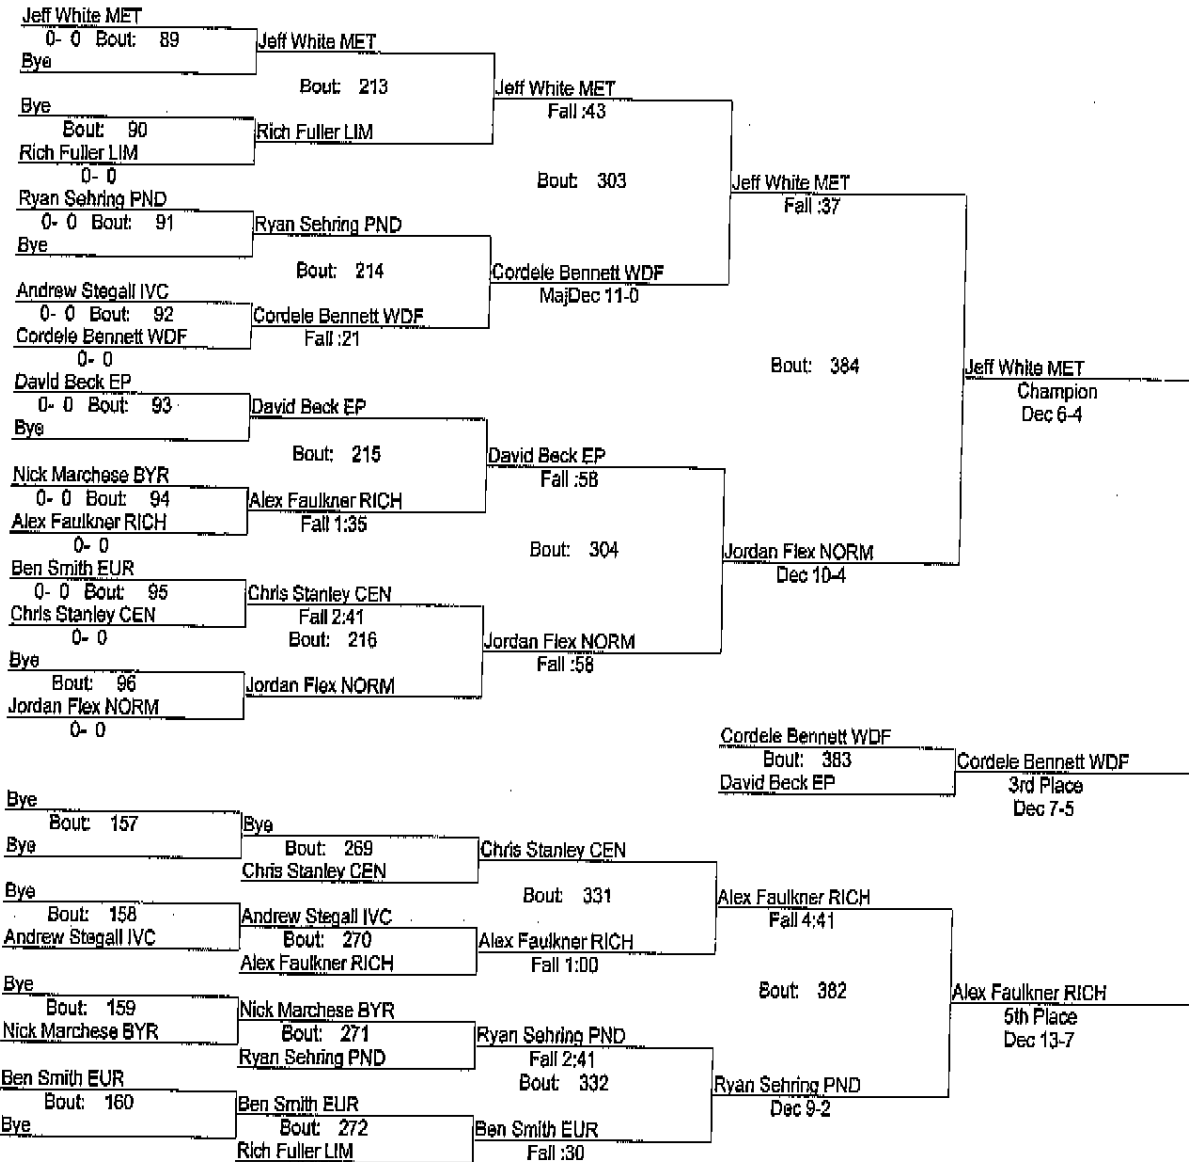 Jeff White MET
0- 0 Bout: 89
Bye
Jeff White MET
Bout: 213
Bye
Bout: 90
Rich Fuller LIM
0- 0
Rich Fuller LIM
Jeff White MET
Fall :43
Bout: 303
Ryan Sehring PND
0- 0 Bout: 91
Bye
Ryan Sehring PND
Bout: 214
Andrew Stegall IVC
0- 0 Bout: 92
Cordele Bennett WDF
0- 0
Cordele Bennett WDF
Fall :21
Cordele Bennett WDF
MajDec 11-0
Jeff White MET
Fall :37
Bout: 384
David Beck EP
0- 0 Bout: 93
Bye
David Beck EP
Bout: 215
Nick Marchese BYR
0- 0 Bout: 94
Alex Faulkner RICH
0- 0
Alex Faulkner RICH
Fall 1:35
David Beck EP
Fall :58
Bout: 304
Ben Smith EUR
0- 0 Bout: 95
Chris Stanley CEN
0- 0
Chris Stanley CEN
Fall 2:41
Bout: 216
Bye
Bout: 96
Jordan Flex NORM
0- 0
Jordan Flex NORM
Jordan Flex NORM
Fall :58
Jordan Flex NORM
Dec 10-4
Jeff White MET
Champion
Dec 6-4
Cordele Bennett WDF
Bout: 383
David Beck EP
Cordele Bennett WDF
3rd Place
Dec 7-5
Bye
Bout: 157
Bye
Bye
Bout: 269
Chris Stanley CEN
Chris Stanley CEN
Bout: 331
Bye
Bout: 158
Andrew Stegall IVC
Andrew Stegall IVC
Bout: 270
Alex Faulkner RICH
Alex Faulkner RICH
Fall 1:00
Alex Faulkner RICH
Fall 4:41
Bout: 382
Bye
Bout: 159
Nick Marchese BYR
Nick Marchese BYR
Bout: 271
Ryan Sehring PND
Ryan Sehring PND
Fall 2:41
Bout: 332
Ben Smith EUR
Bout: 160
Bye
Ben Smith EUR
Bout: 272
Rich Fuller LIM
Ben Smith EUR
Fall :30
Ryan Sehring PND
Dec 9-2
Alex Faulkner RICH
5th Place
Dec 13-7